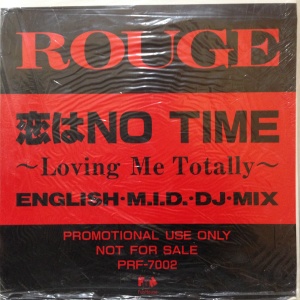 ROUGE
恋はNO TIME
～Loving Me Totally～
ENGLISH・M.I.D.・DJ・MIX
PROMOTIONAL USE ONLY
NOT FOR SALE
PRF-7002